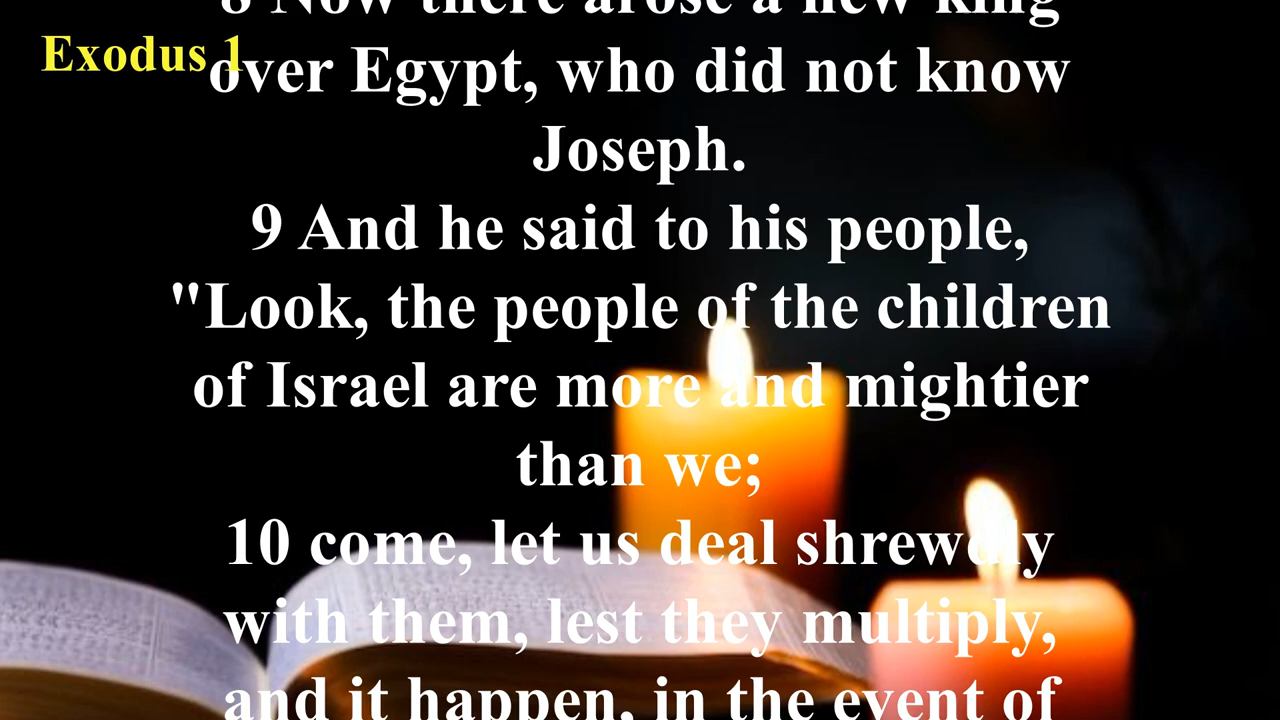 8 Now there arose a new king
Exodus 1
over Egypt, who did not know
Joseph.
9 And he said to his people,
"Look, the people of the children
of Israel are more and mightier
than we;
10 come, let us deal shrewdly
with them, lest they multiply,
and it happen, in the event of